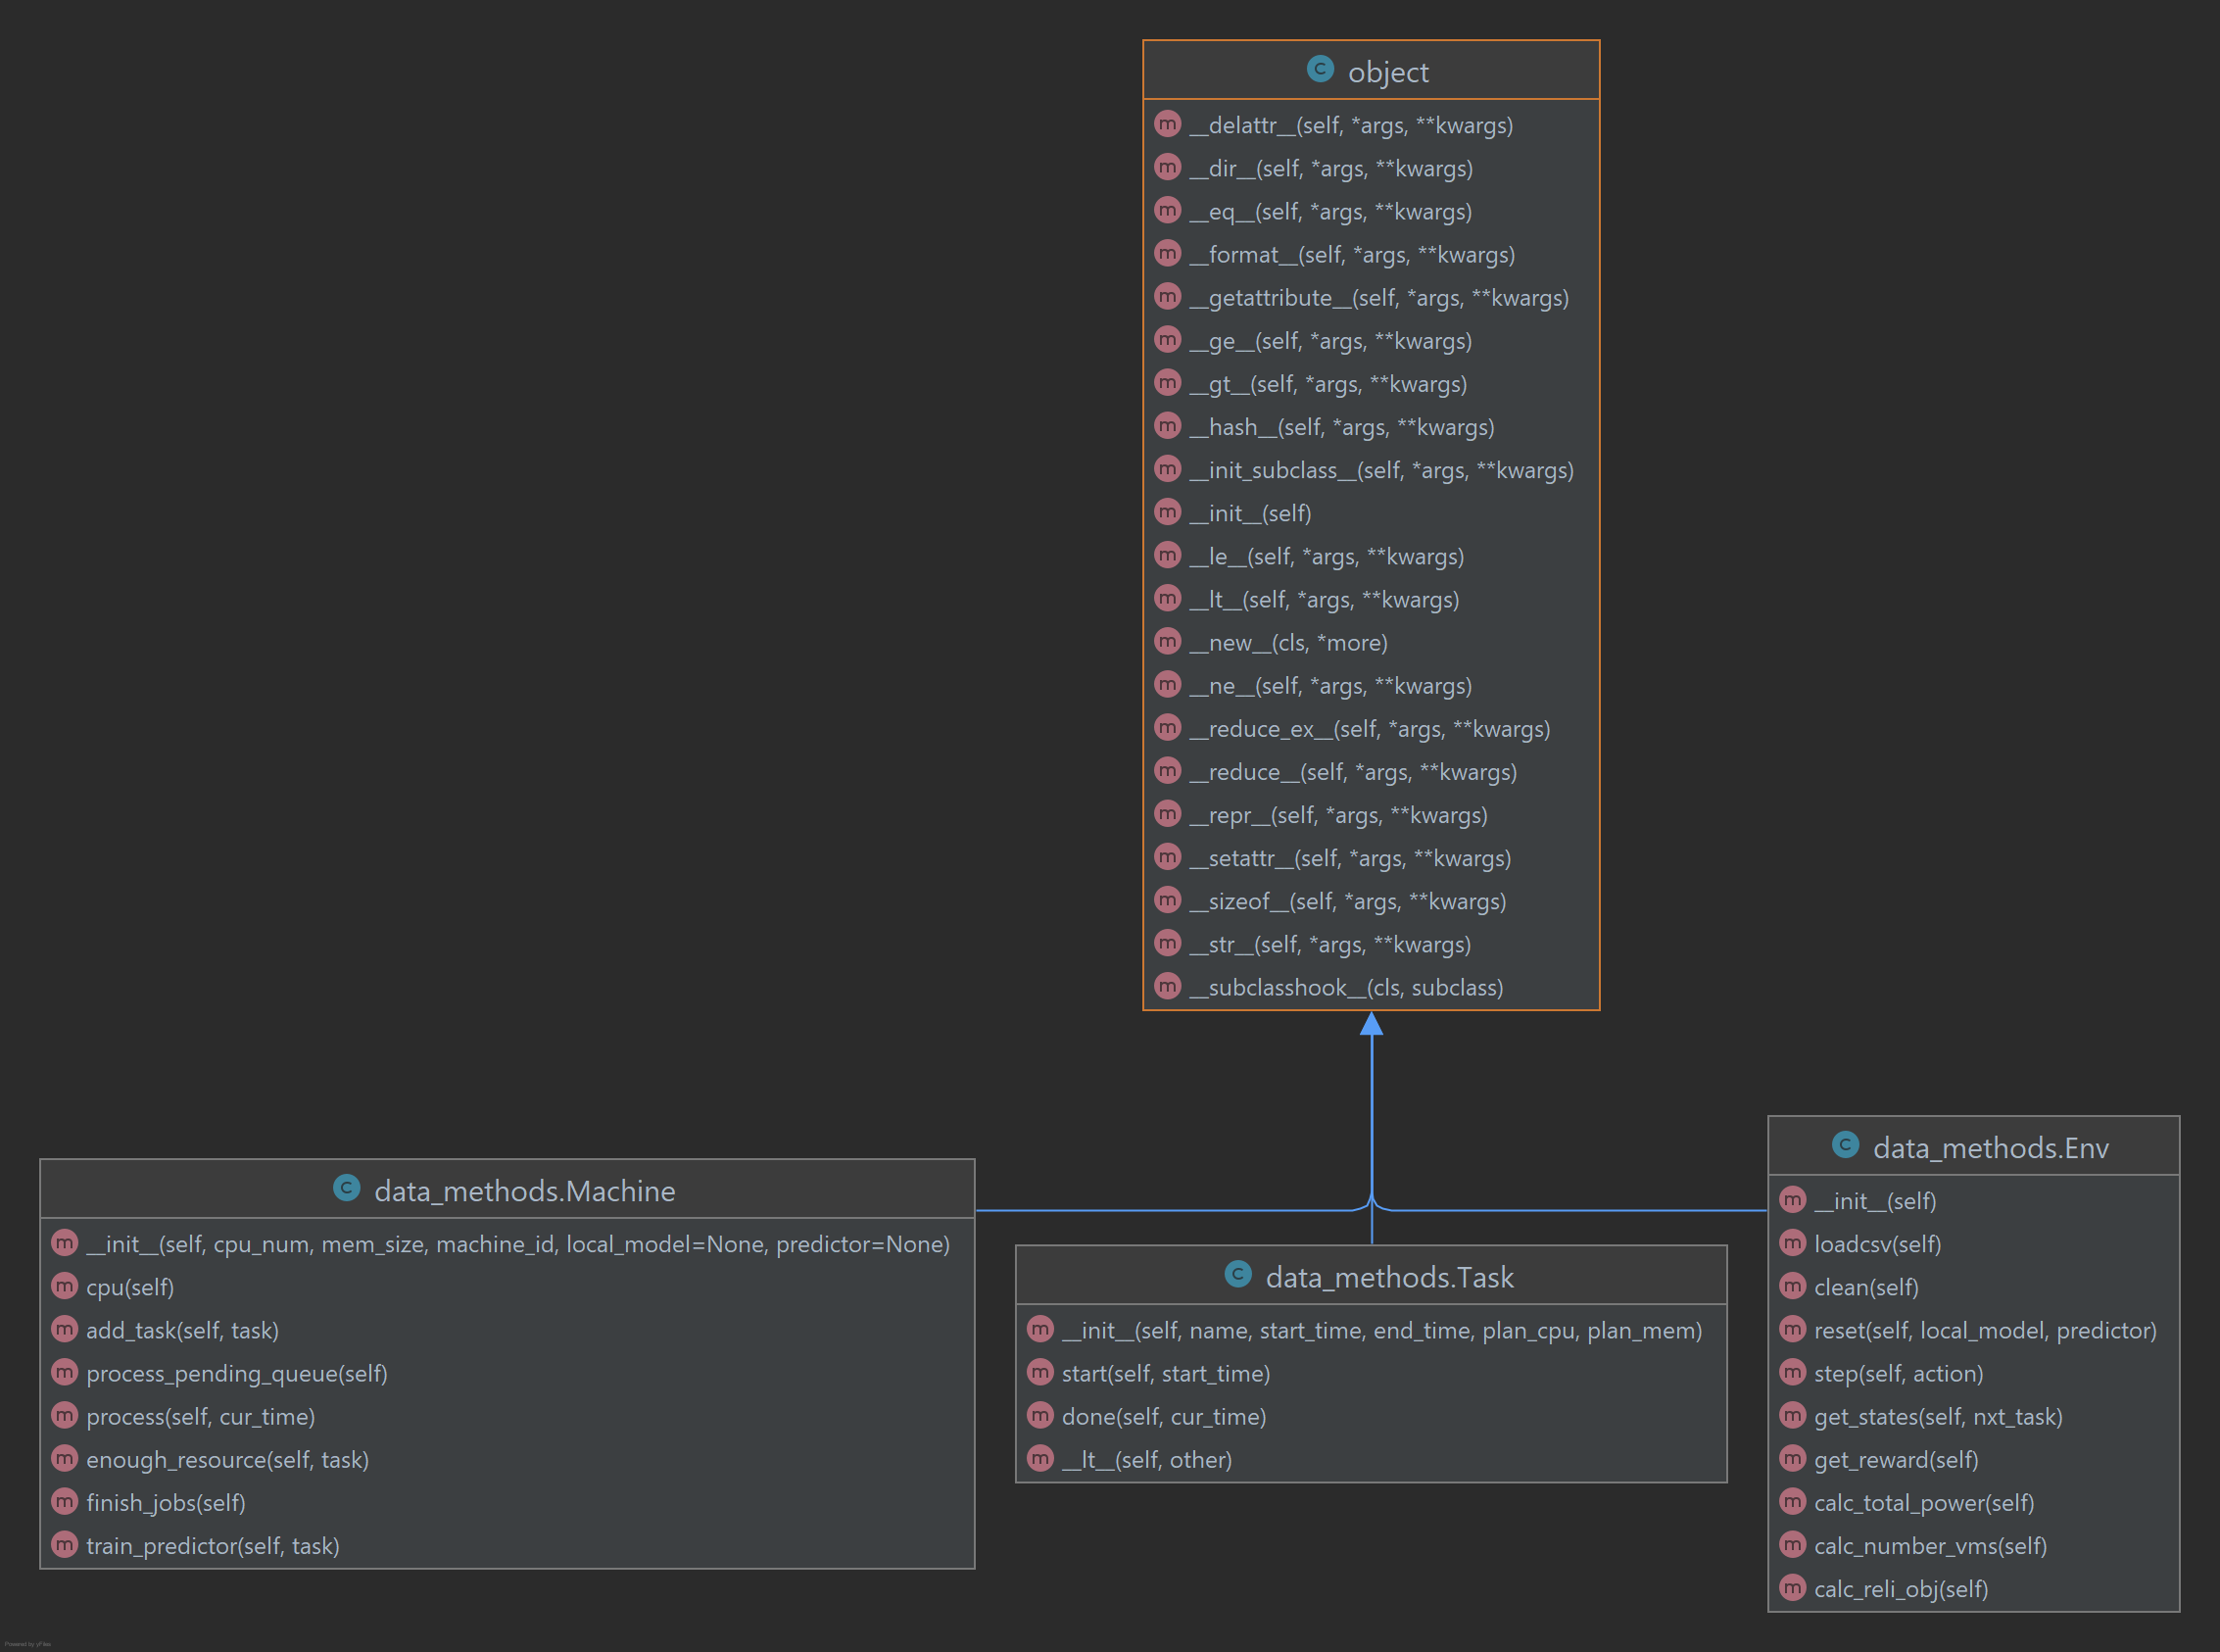 object
__delattr__(self, *args, **kwargs)
__dir__(self, *args, **kwargs)
__eq__(self, *args, **kwargs)
__format__(self, *args, **kwargs)
__getattribute__(self, *args, **kwargs)
__ge__(self, *args, **kwargs)
__gt__(self, *args, **kwargs)
__hash__(self, *args, **kwargs)
__init_subclass__(self, *args, **kwargs)
__init__(self)
__le__(self, *args, **kwargs)
__lt__(self, *args, **kwargs)
__new__(cls, *more)
__ne__(self, *args, **kwargs)
__reduce_ex__(self, *args, **kwargs)
__reduce__(self, *args, **kwargs)
__repr__(self, *args, **kwargs)
__setattr__(self, *args, **kwargs)
__sizeof__(self, *args, **kwargs)
__str__(self, *args, **kwargs)
__subclasshook__(cls, subclass)
data_methods.Machine
__init__(self, cpu_num, mem_size, machine_id, local_model=None, predictor=None)
cpu(self)
add_task(self, task)
process_pending_queue(self)
process(self, cur_time)
enough_resource(self, task)
finish_jobs(self)
train_predictor(self, task)
data_methods.Task
__init__(self, name, start_time, end_time, plan_cpu, plan_mem)
start(self, start_time)
done(self, cur_time)
__lt__(self, other)
data_methods.Env
__init__(self)
loadcsv(self)
clean(self)
reset(self, local_model, predictor)
step(self, action)
get_states(self, nxt_task)
get_reward(self)
calc_total_power(self)
calc_number_vms(self)
calc_reli_obj(self)
Powered by yFiles